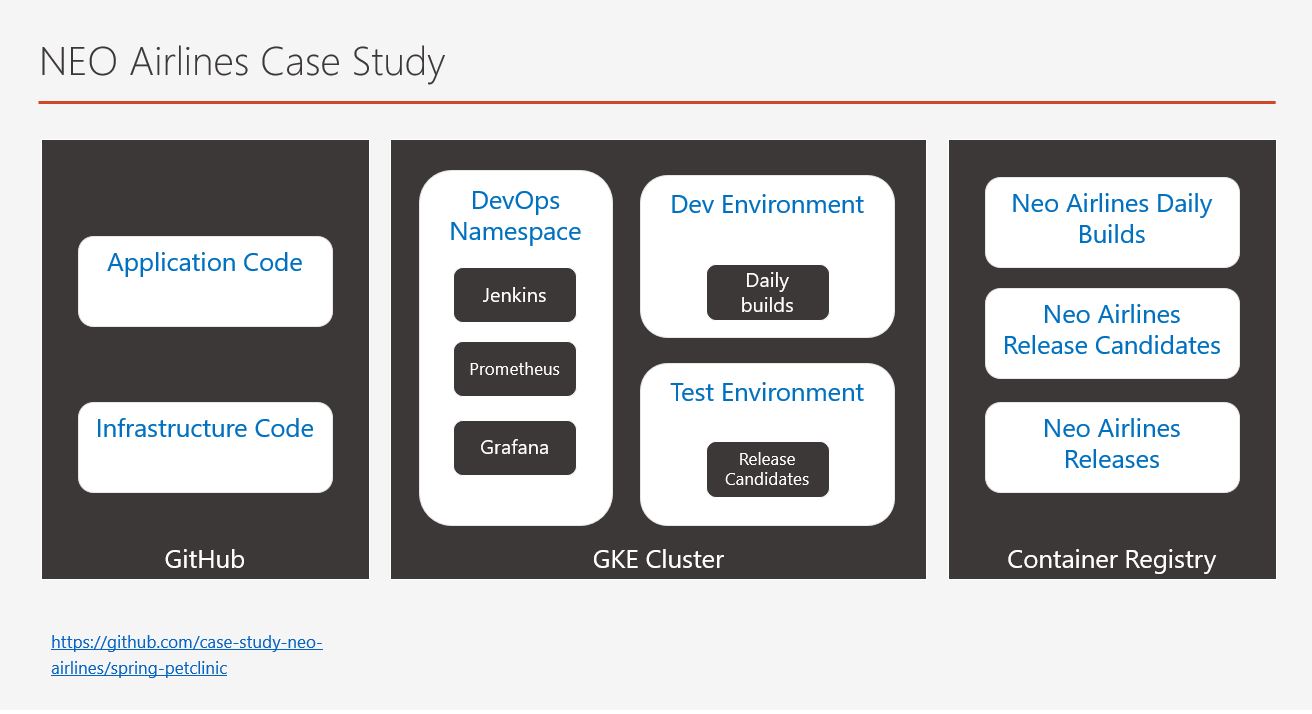 NEO Airlines Case Study
Application Code
Infrastructure Code
GitHub
DevOps
Namespace
Jenkins
Prometheus
Grafana
Dev Environment
Daily
builds
Test Environment
Release
Candidates
GKE Cluster
Neo Airlines Daily
Builds
Neo Airlines
Release Candidates
Neo Airlines
Releases
Container Registry
https://github.com/case-study-neo-
airlines/spring-petclinic